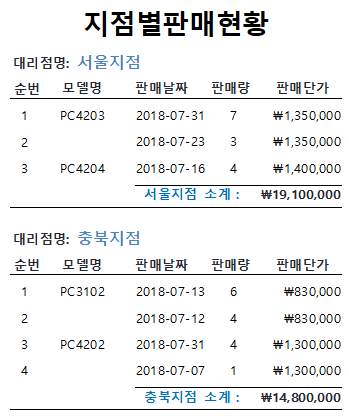 지점별판매현황
대리점명: 서울지점
순번 모델명 판매날짜 판매량 판매단가
1 PC4203 2018-07-31 7 ₩1,350,000
2 2018-07-23 3 ₩1,350,000
3 PC4204 2018-07-16 4 ₩1,400,000
서울지점 소계 : ₩19,100,000
대리점명: 충북지점
순번 모델명 판매날짜 판매량 판매단가
1 PC3102 2018-07-13 6 ₩830,000
2 2018-07-12 4 ₩830,000
3 PC4202 2018-07-31 4 ₩1,300,000
4 2018-07-07 1 ₩1,300,000
충북지점 소계 : ₩14,800,000